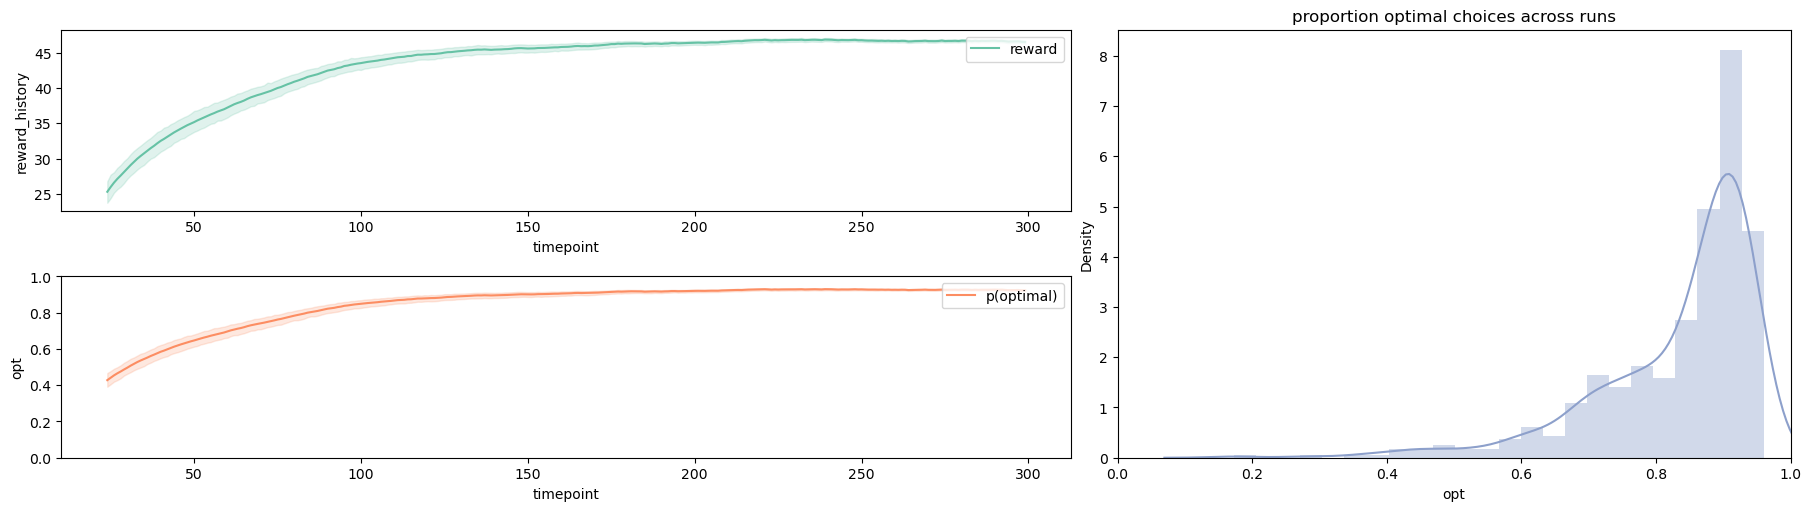 reward_history
45
40
35
30
25
reward
50 100 150 200 250 300
timepoint
opt
1.0
0.8
0.6
0.4
0.2
0.0
p(optimal)
50 100 150 200 250 300
timepoint
proportion optimal choices across runs
Density
8
7
6
5
4
3
2
1
0
0.0 0.2 0.4 0.6 0.8 1.0
opt